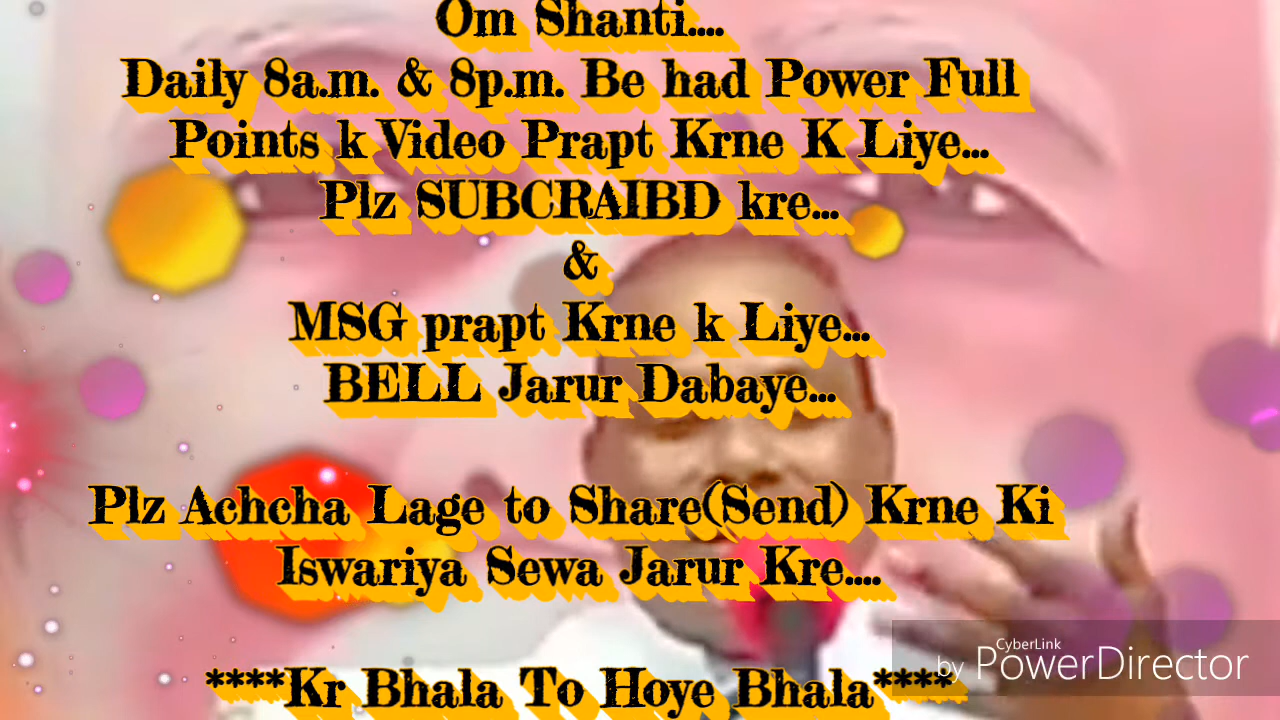 Om Shanti....
Daily 8a.m. & 8p.m. Be had Power Full
Points k Video Prapt Krne K Liye...
Plz SUBCRAIBD kre...
&
MSG prapt Krne k Liye...
BELL Jarur Dabaye...
Plz Achcha Lage to Share(Send) Krne Ki
Iswariya Sewa Jarur Kre....
****Kr Bhala To Hoye Bhala****
CyberLink
by PowerDirector